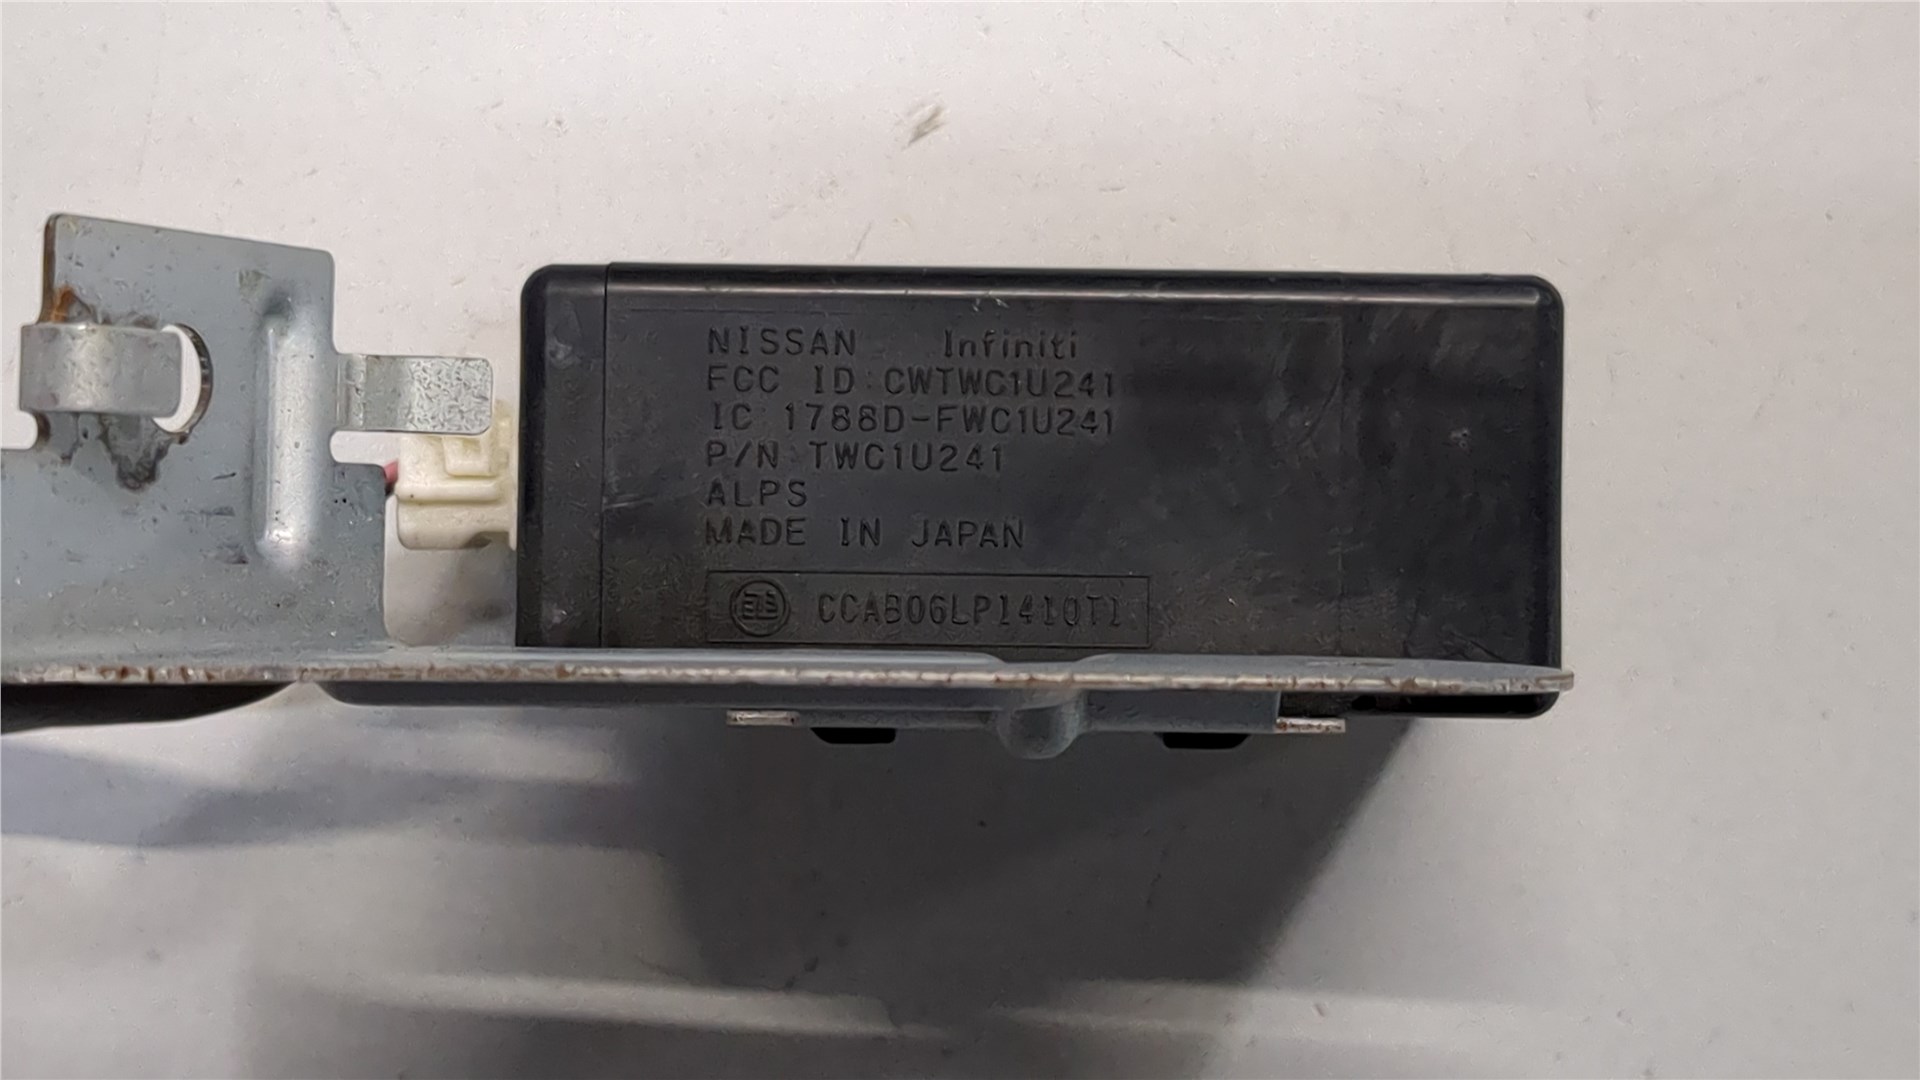 NISSAN Infiniti
FCC ID:CWTWC1U241
IC 1788D-FWC1U241
P/N:TWC1U241
ALPS
MADE IN JAPAN
CCAB06LP1410T1